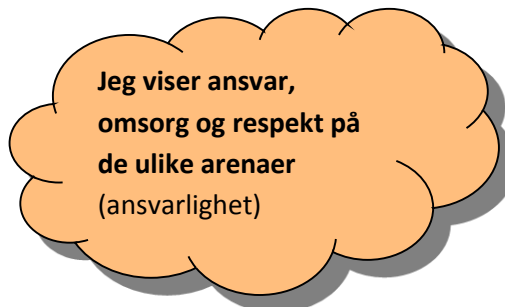 Jeg viser ansvar,
omsorg og respekt på
de ulike arenaer
(ansvarlighet)